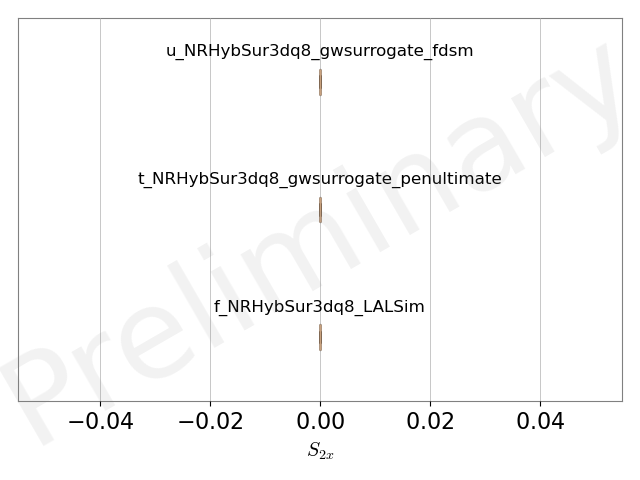 u_NRHybSur3dq8_gwsurrogate_fdsm
t_NRHybSur3dq8_gwsurrogate_penultimate
f_NRHybSur3dq8_LALSim
Preliminary
−0.04 −0.02 0.00 0.02 0.04
S2x